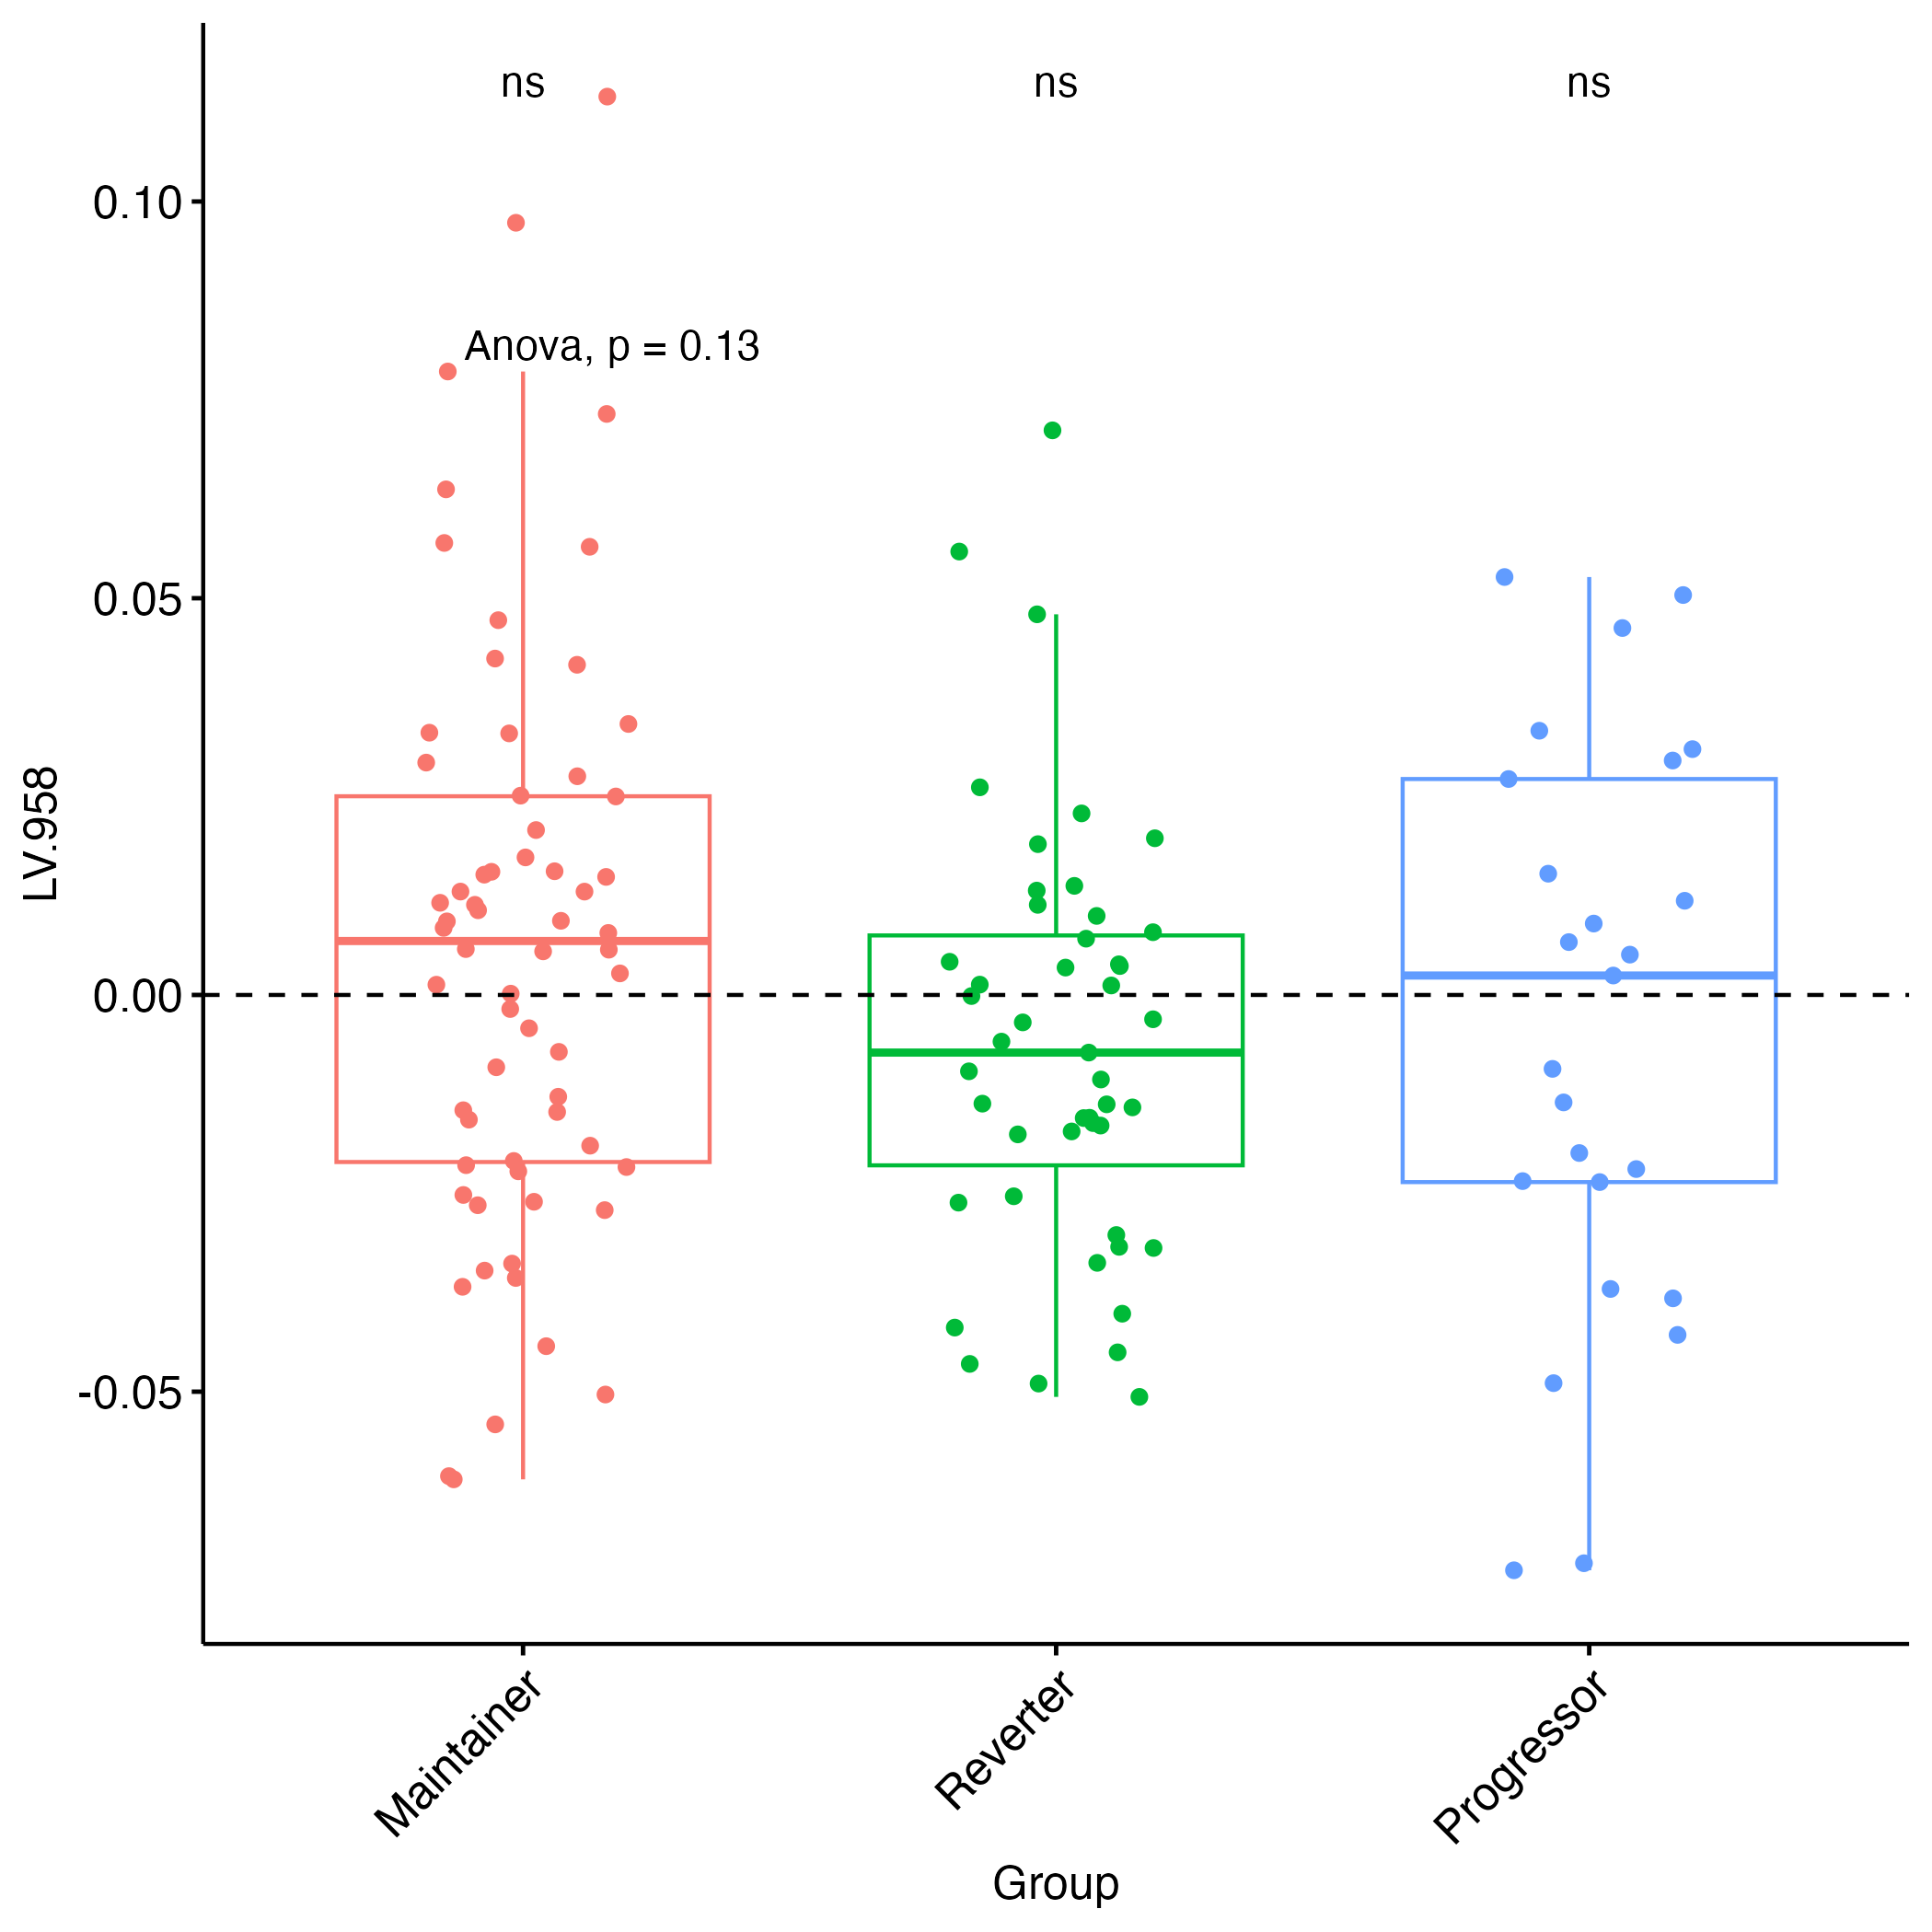 ns ns ns
0.10
Anova, p = 0.13
0.05
LV.958
0.00
-0.05
Maintainer Reverter Progressor
Group